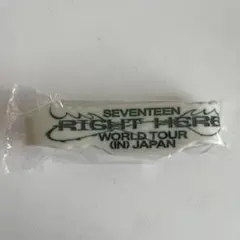 SEVENTEEN
RIGHT HERE
WORLD TOUR
(IN) JAPAN